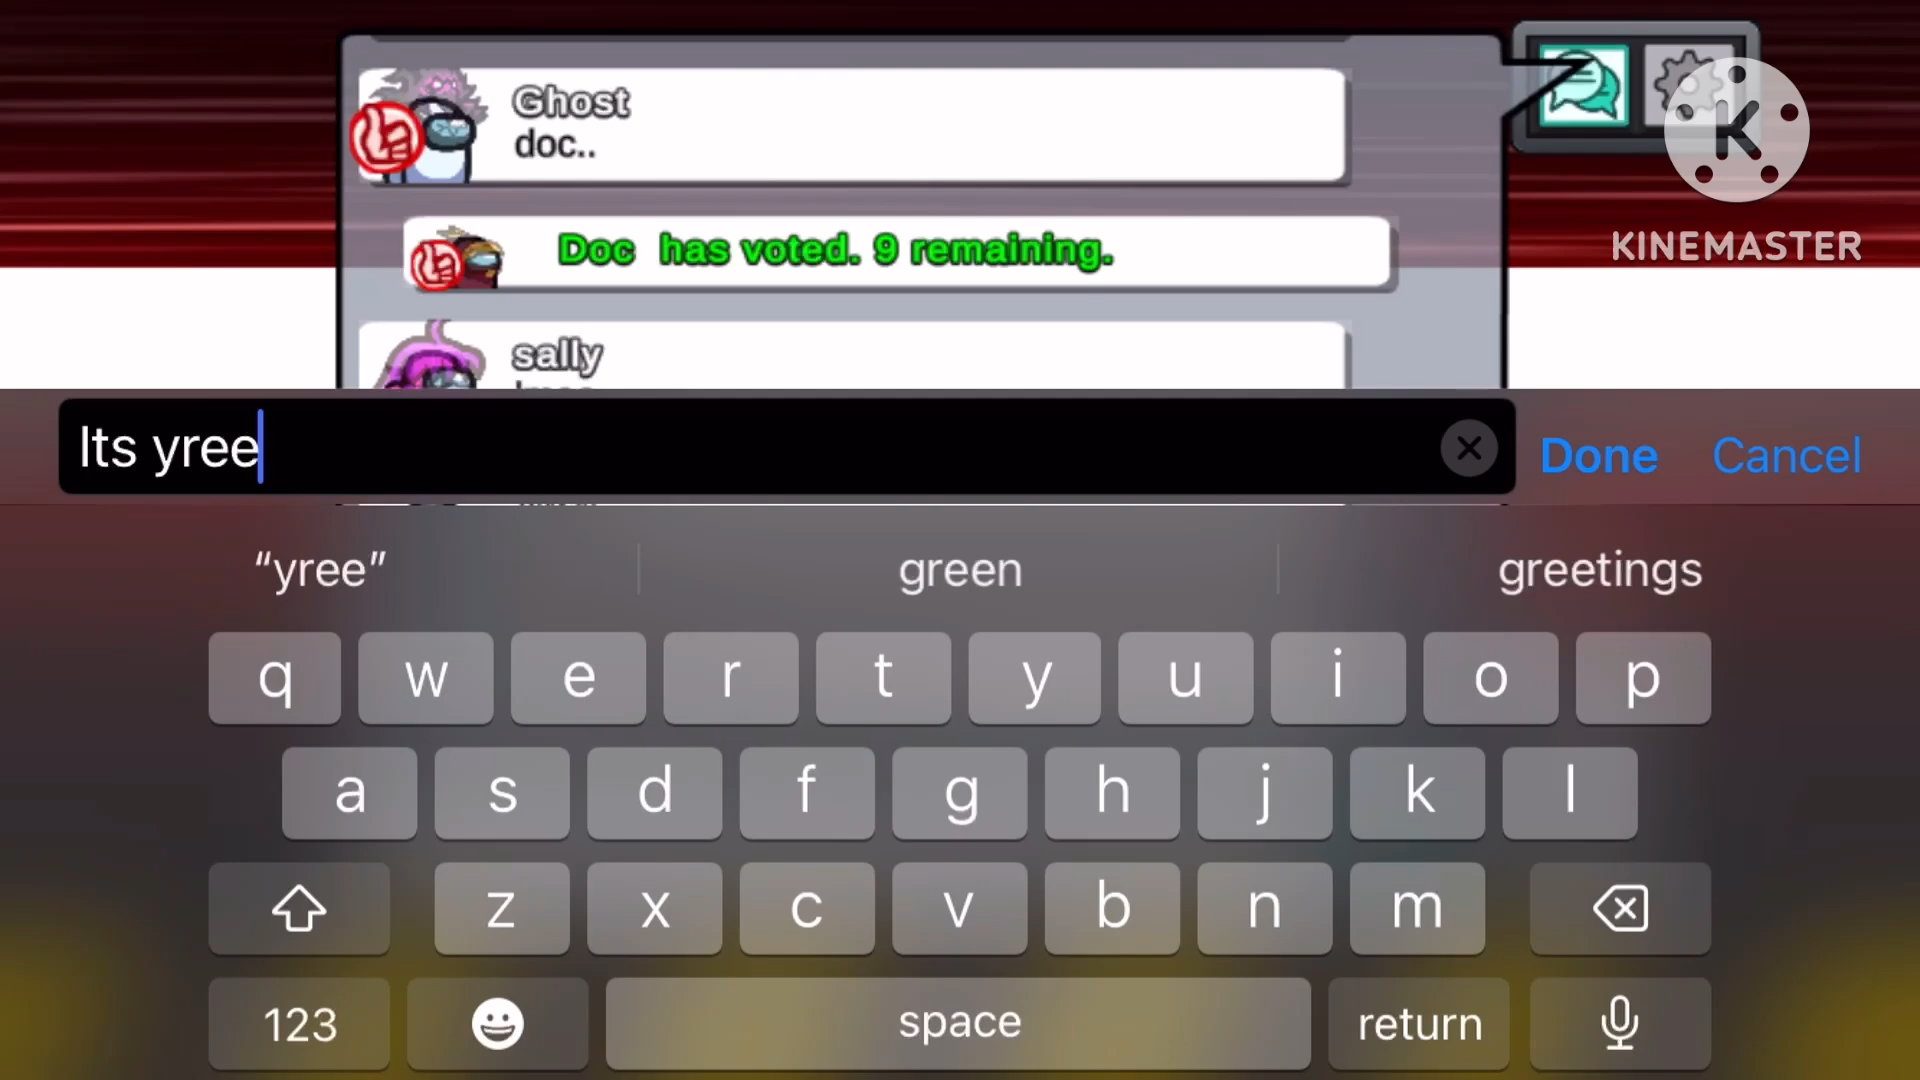 Ghost
doc..
Doc has voted. 9 remaining.
sally
KINEMASTER
Its yree
Done
Cancel
“yree”
green
greetings
q w e r t y u i o p
a s d f g h j k l
z x c v b n m
123
space
return